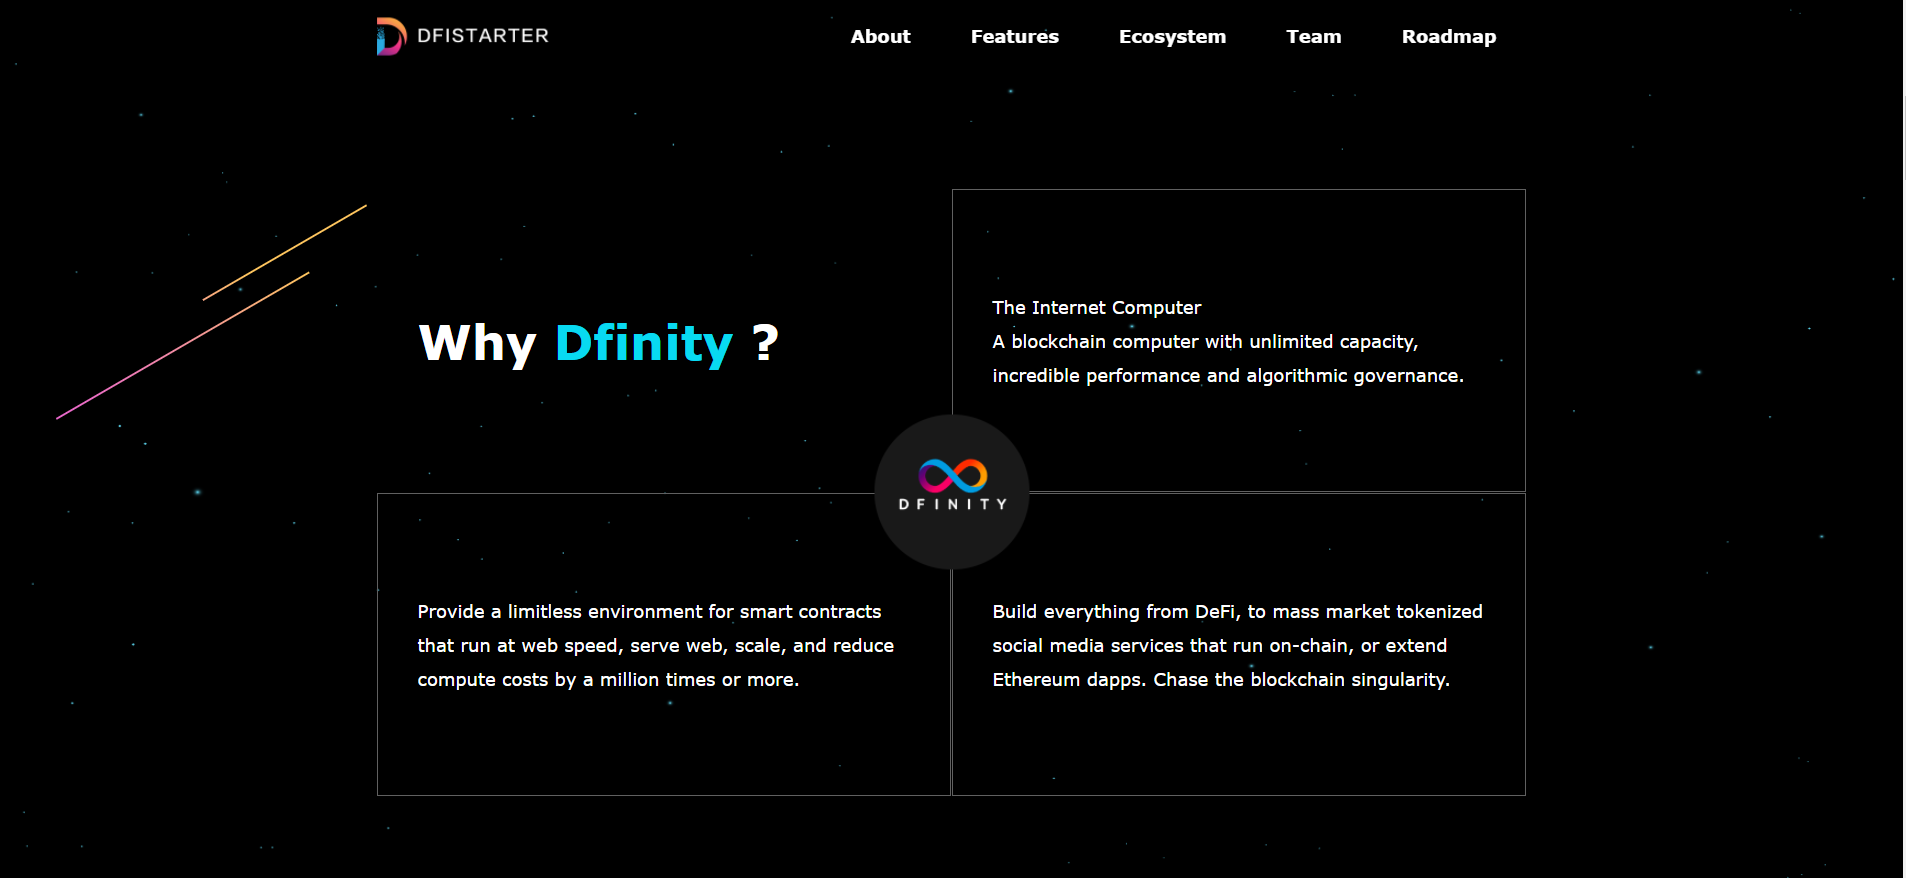 DFISTARTER
About Features Ecosystem Team Roadmap
Why Dfinity ?
The Internet Computer
A blockchain computer with unlimited capacity,
incredible performance and algorithmic governance.
DFINITY
Provide a limitless environment for smart contracts
that run at web speed, serve web, scale, and reduce
compute costs by a million times or more.
Build everything from DeFi, to mass market tokenized
social media services that run on-chain, or extend
Ethereum dapps. Chase the blockchain singularity.